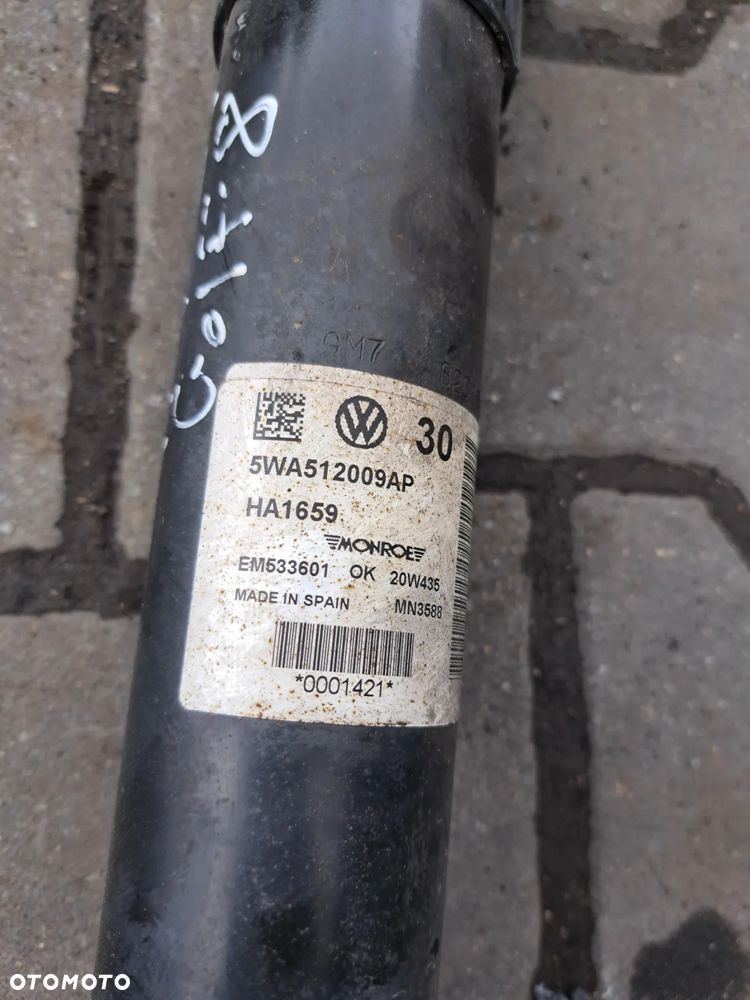 GOLF 8
GM7
30
5WA512009AP
HA1659
MONROE
EM533601 OK 20W435
MADE IN SPAIN MN3588
*0001421*
OTOMOTO